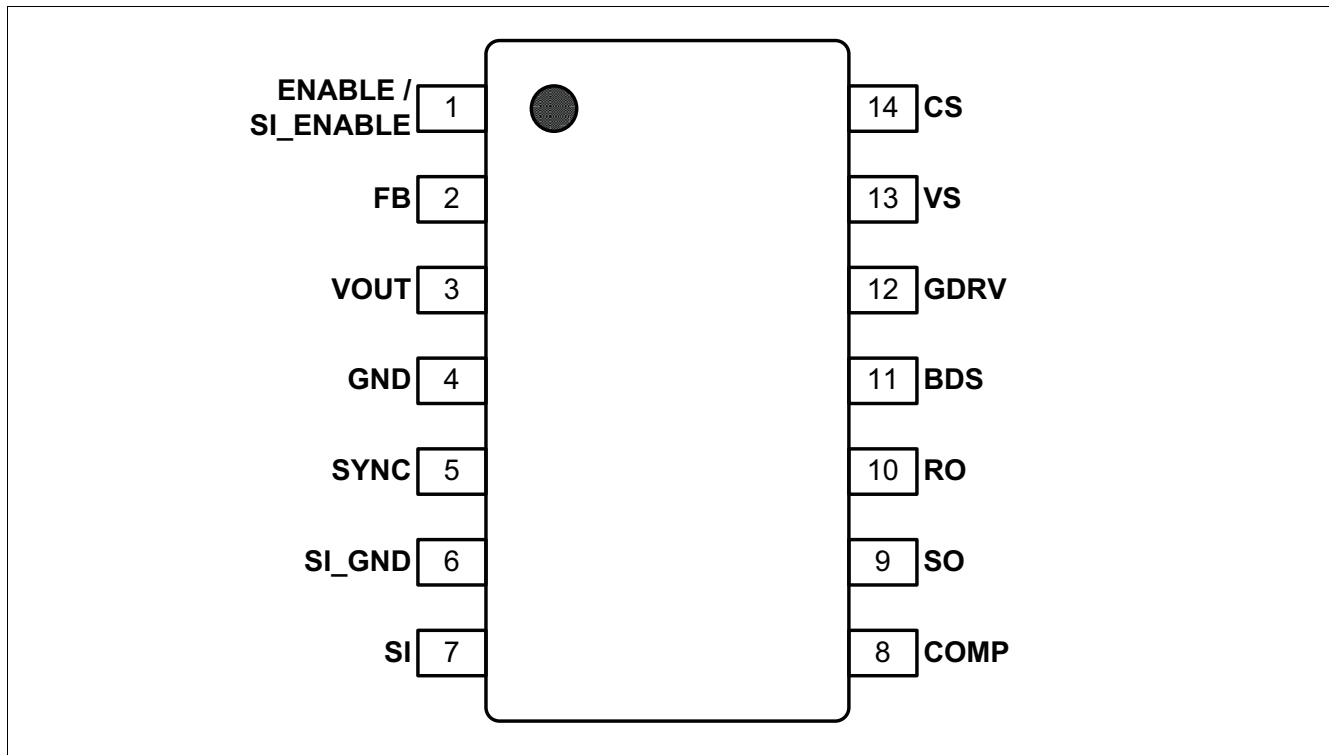 ENABLE /
SI_ENABLE
1
14
CS
FB
2
13
VS
VOUT
3
12
GDRV
GND
4
11
BDS
SYNC
5
10
RO
SI_GND
6
9
SO
SI
7
8
COMP